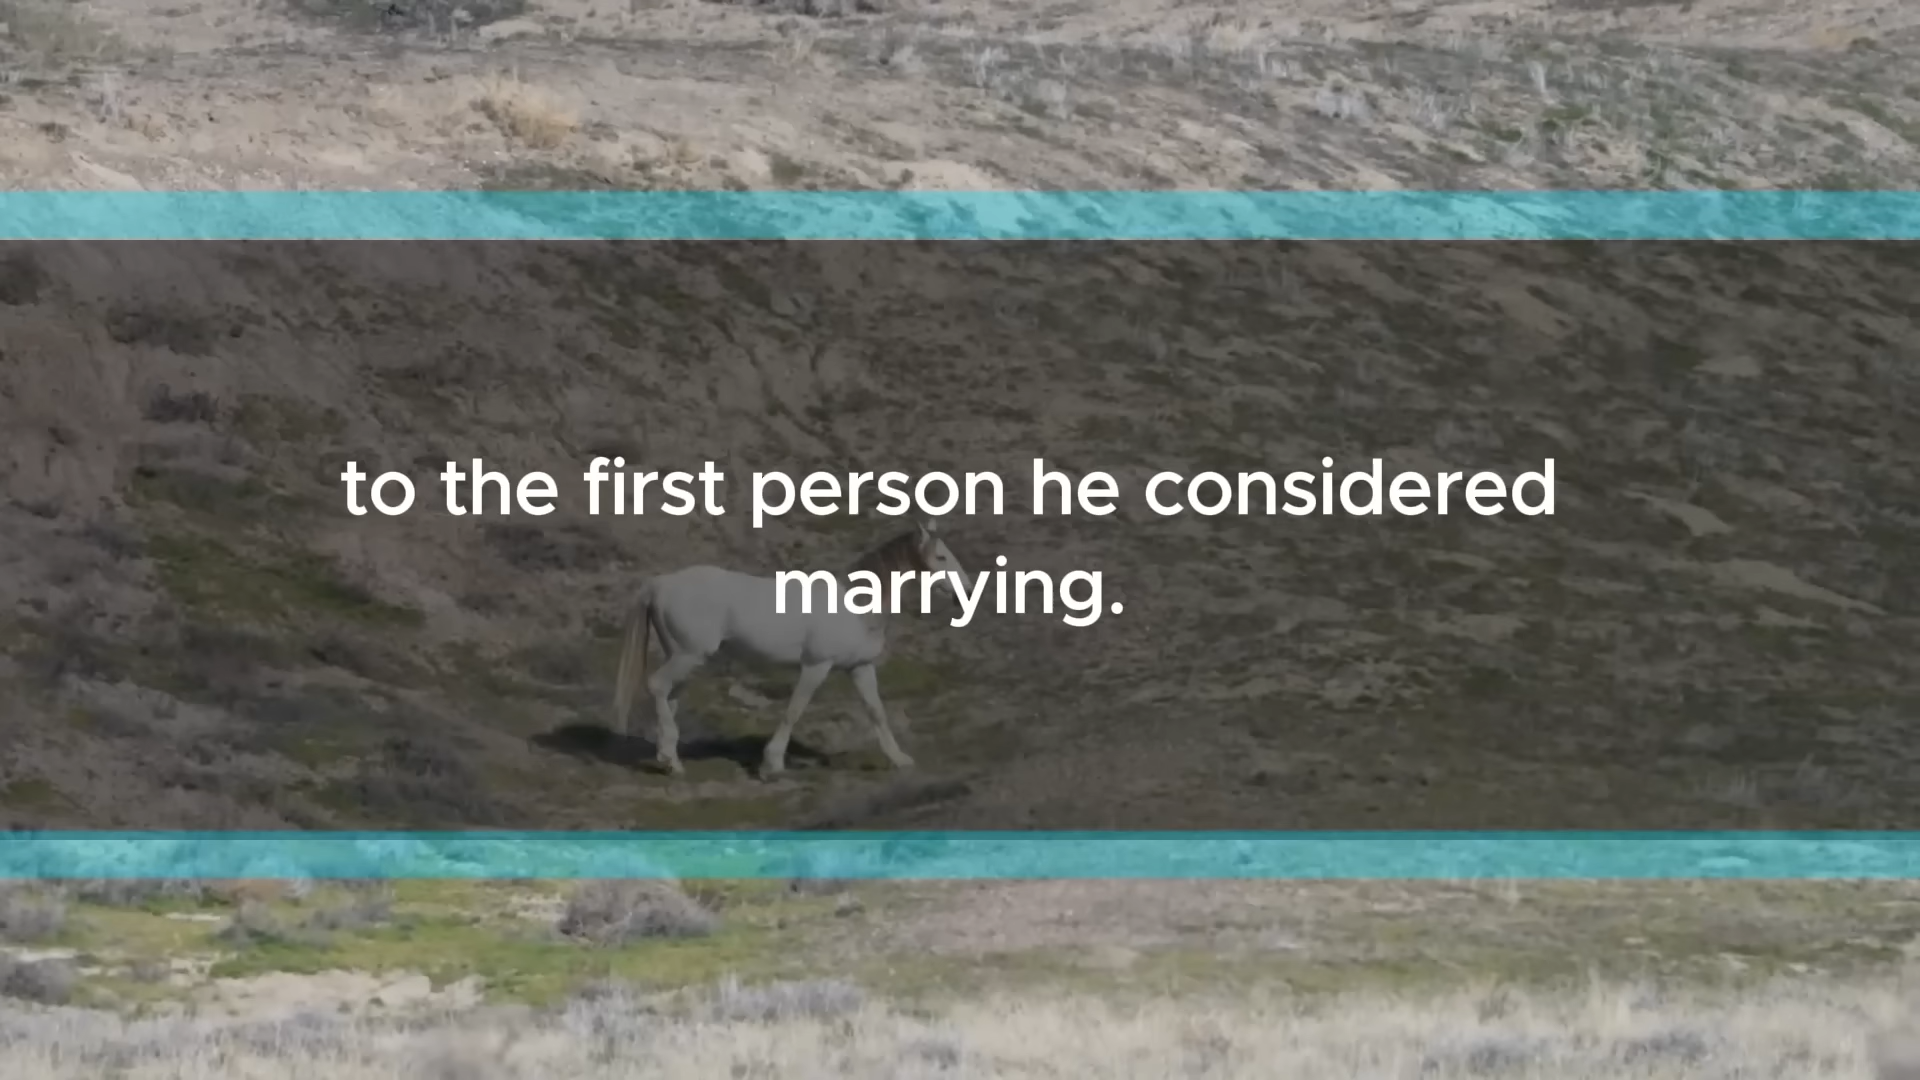 to the first person he considered
marrying.